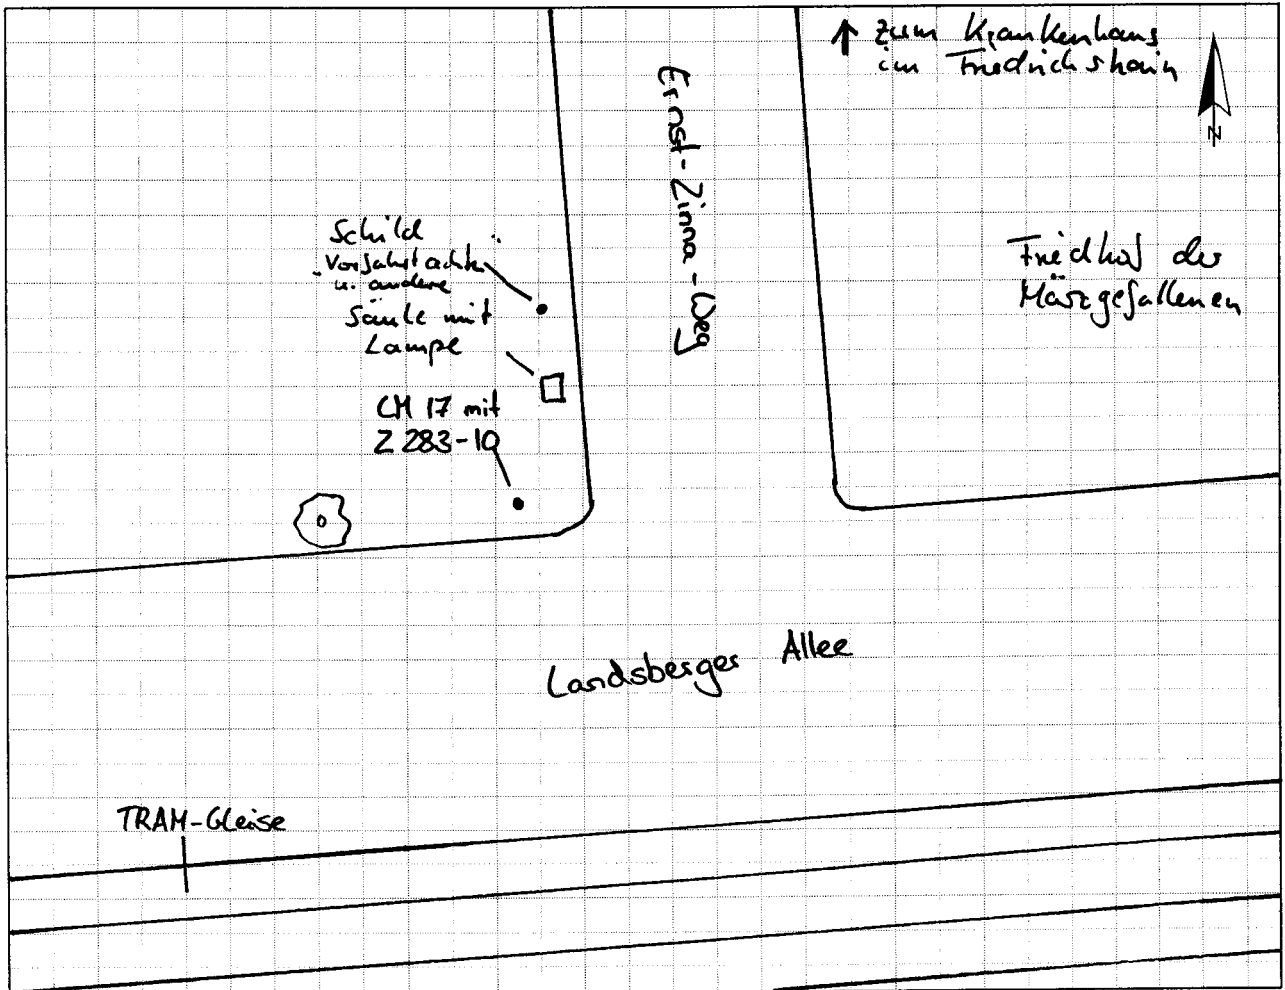 ↑ zum Krankenhaus
im Friedrichshain
N
Ernst-Zinna-Weg
Schild
"Vorfahrt achten"
u. andere
Säule mit
Lampe
CM 17 mit
Z 283-10
Friedhof der
Märzgefallenen
Landsberger Allee
TRAM-Gleise